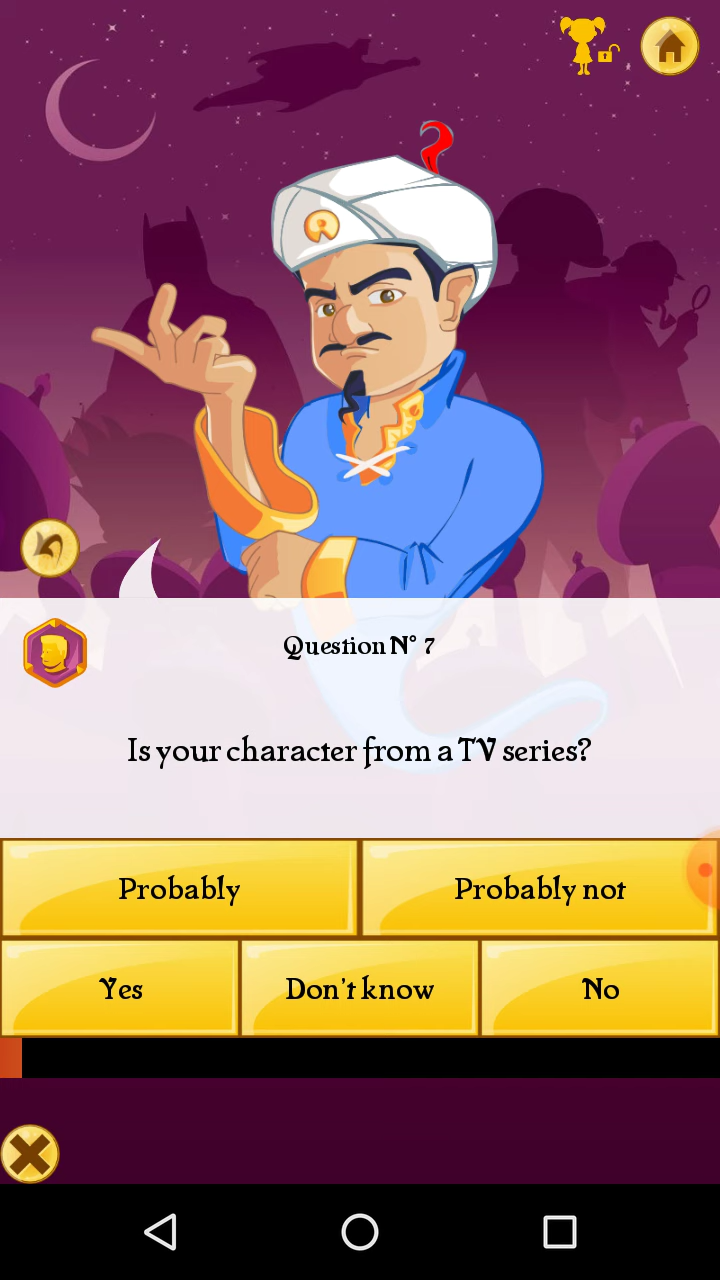 Question N° 7
Is your character from a TV series?
Probably
Probably not
Yes
Don't know
No